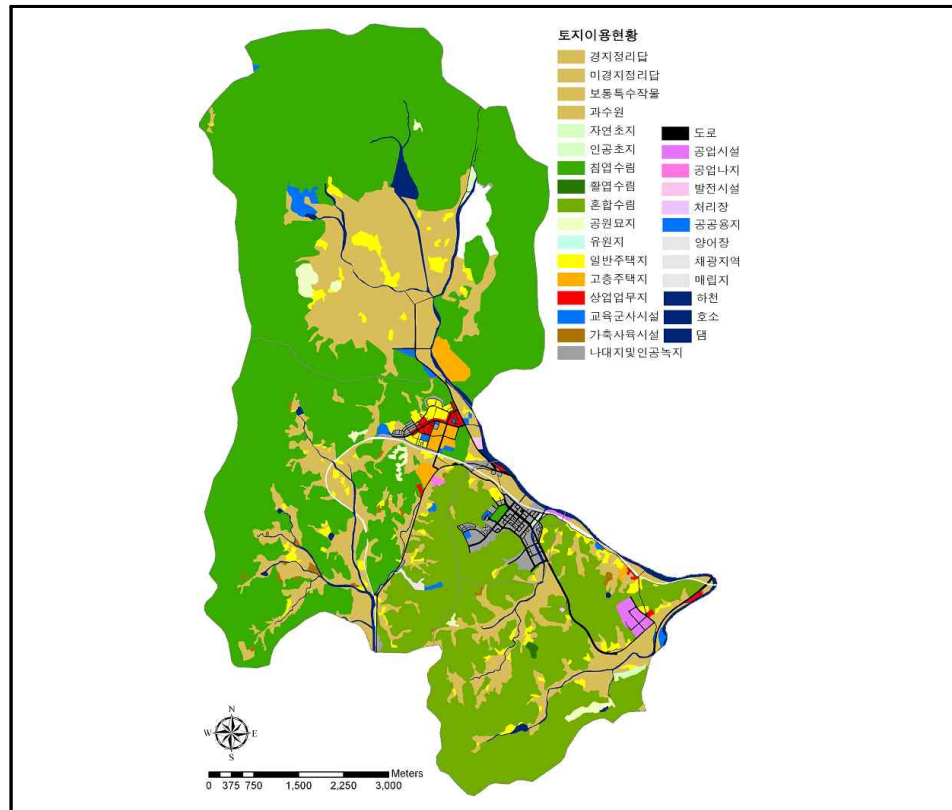 토지이용현황
경지정리답
미경지정리답
보통특수작물
과수원
자연초지
인공초지
침엽수림
활엽수림
혼합수림
공원묘지
유원지
일반주택지
고층주택지
상업업무지
교육군사시설
가축사육시설
나대지및인공녹지
도로
공업시설
공업나지
발전시설
처리장
공공용지
양어장
채광지역
매립지
하천
호소
댐
N
W E
S
Meters
0 375 750 1,500 2,250 3,000